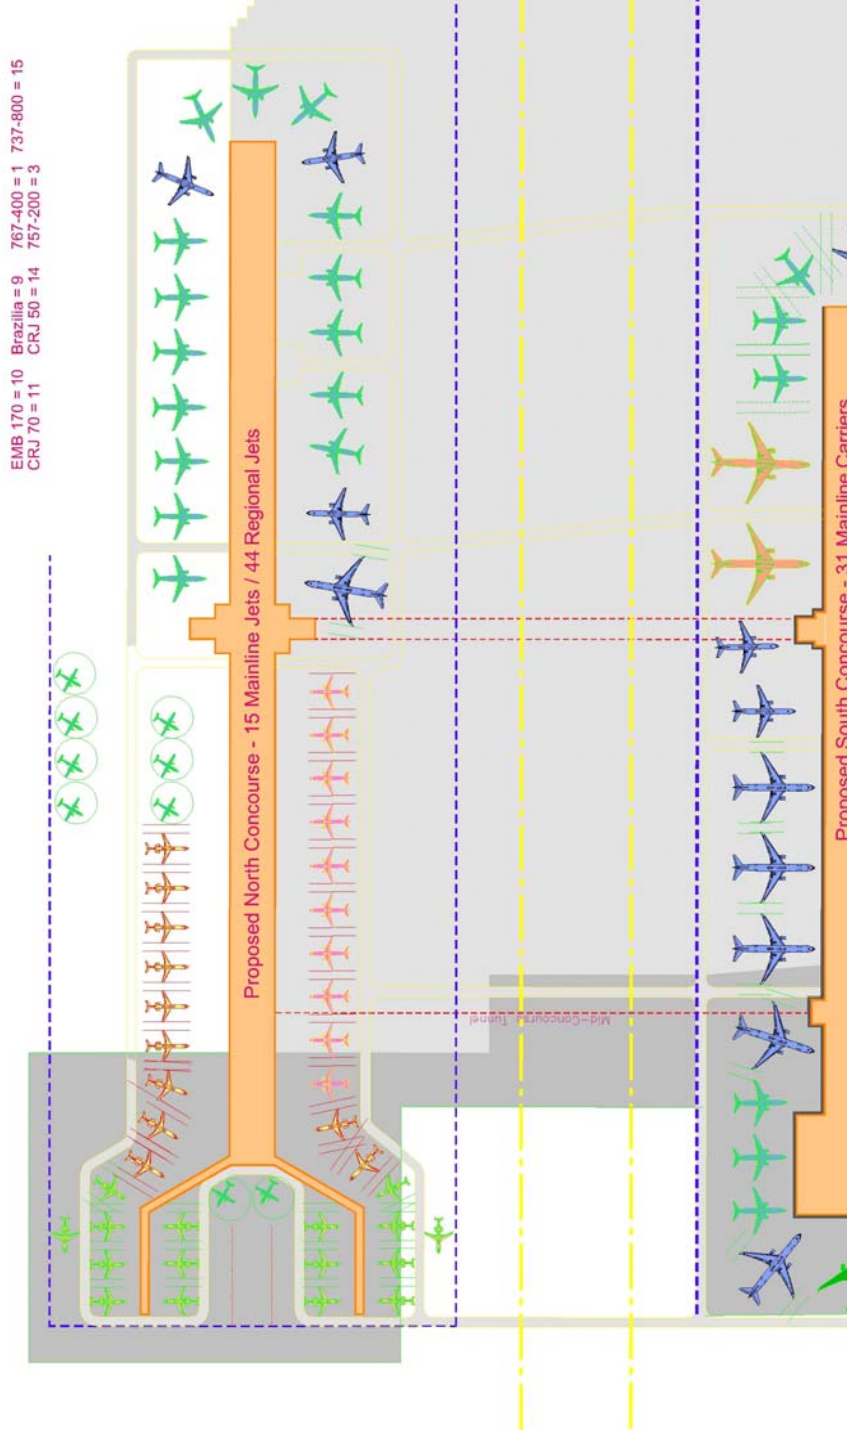 EMB 170 = 10 Brazilia = 9 767-400 = 1 737-800 = 15
CRJ 70 = 11 CRJ 50 = 14 757-200 = 3
Proposed North Concourse - 15 Mainline Jets / 44 Regional Jets
Proposed South Concourse - 31 Mainline Carriers
Mid-Concourse Tunnel